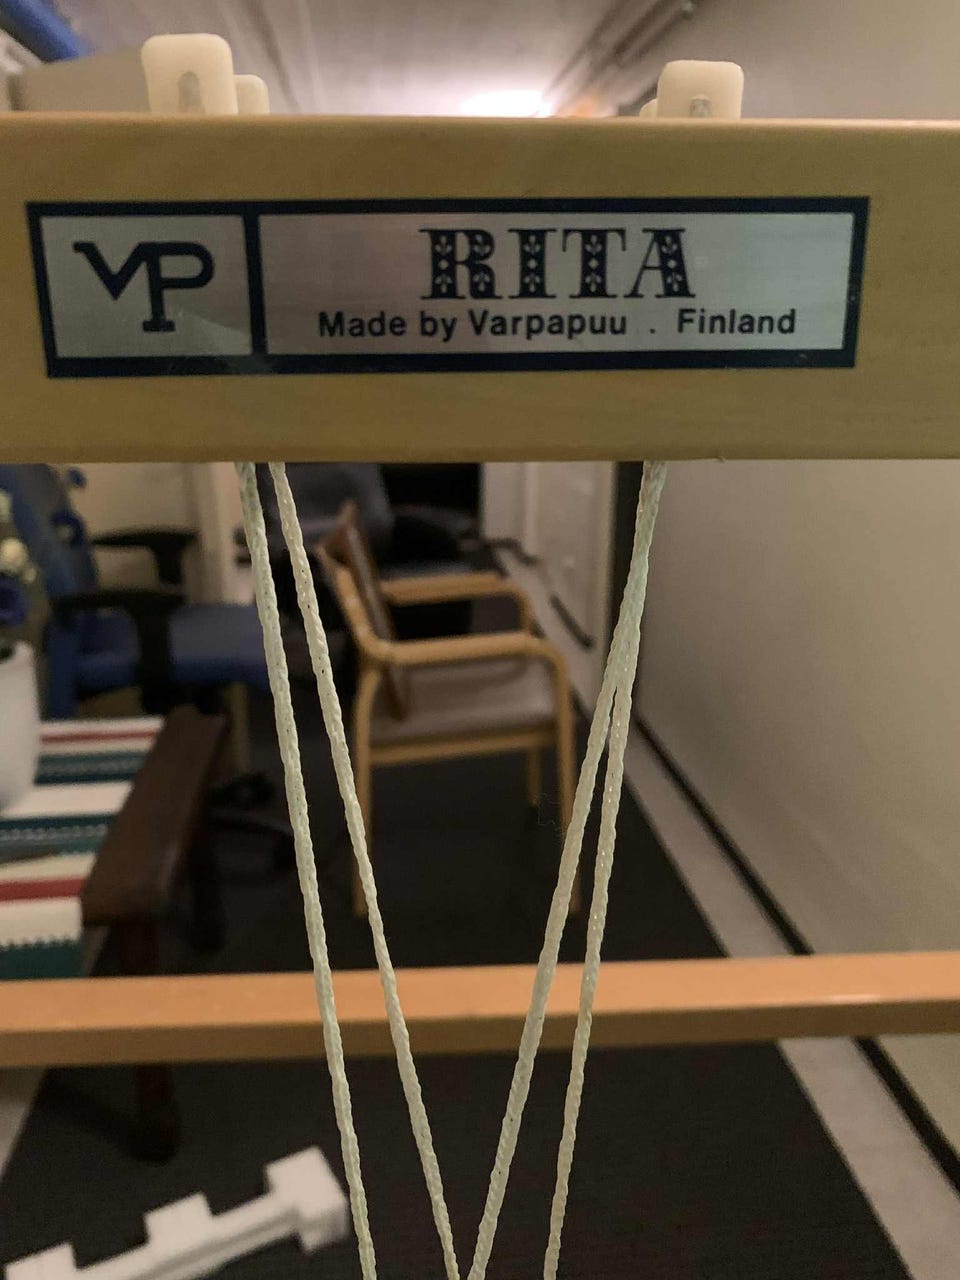 VP
RITA
Made by Varpapuu . Finland